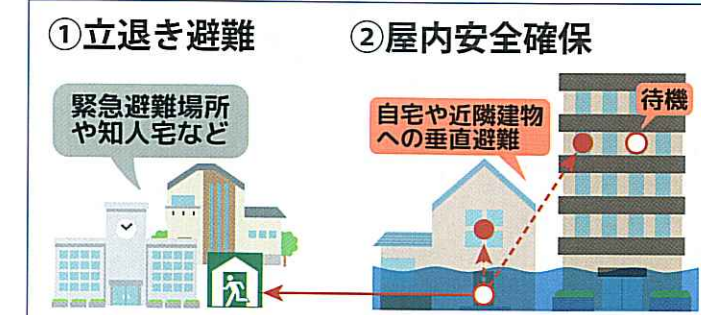 ①立退き避難
緊急避難場所
や知人宅など
②屋内安全確保
自宅や近隣建物
への垂直避難
待機